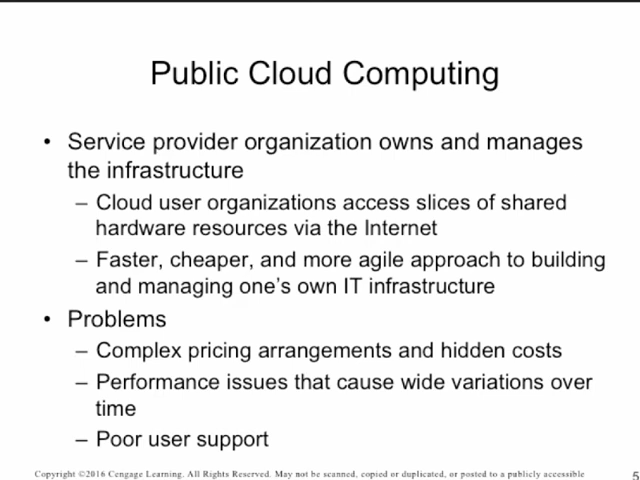 Public Cloud Computing
• Service provider organization owns and manages
the infrastructure
– Cloud user organizations access slices of shared
hardware resources via the Internet
– Faster, cheaper, and more agile approach to building
and managing one's own IT infrastructure
• Problems
– Complex pricing arrangements and hidden costs
– Performance issues that cause wide variations over
time
– Poor user support
Copyright ©2016 Cengage Learning. All Rights Reserved. May not be scanned, copied or duplicated, or posted to a publicly accessible
5